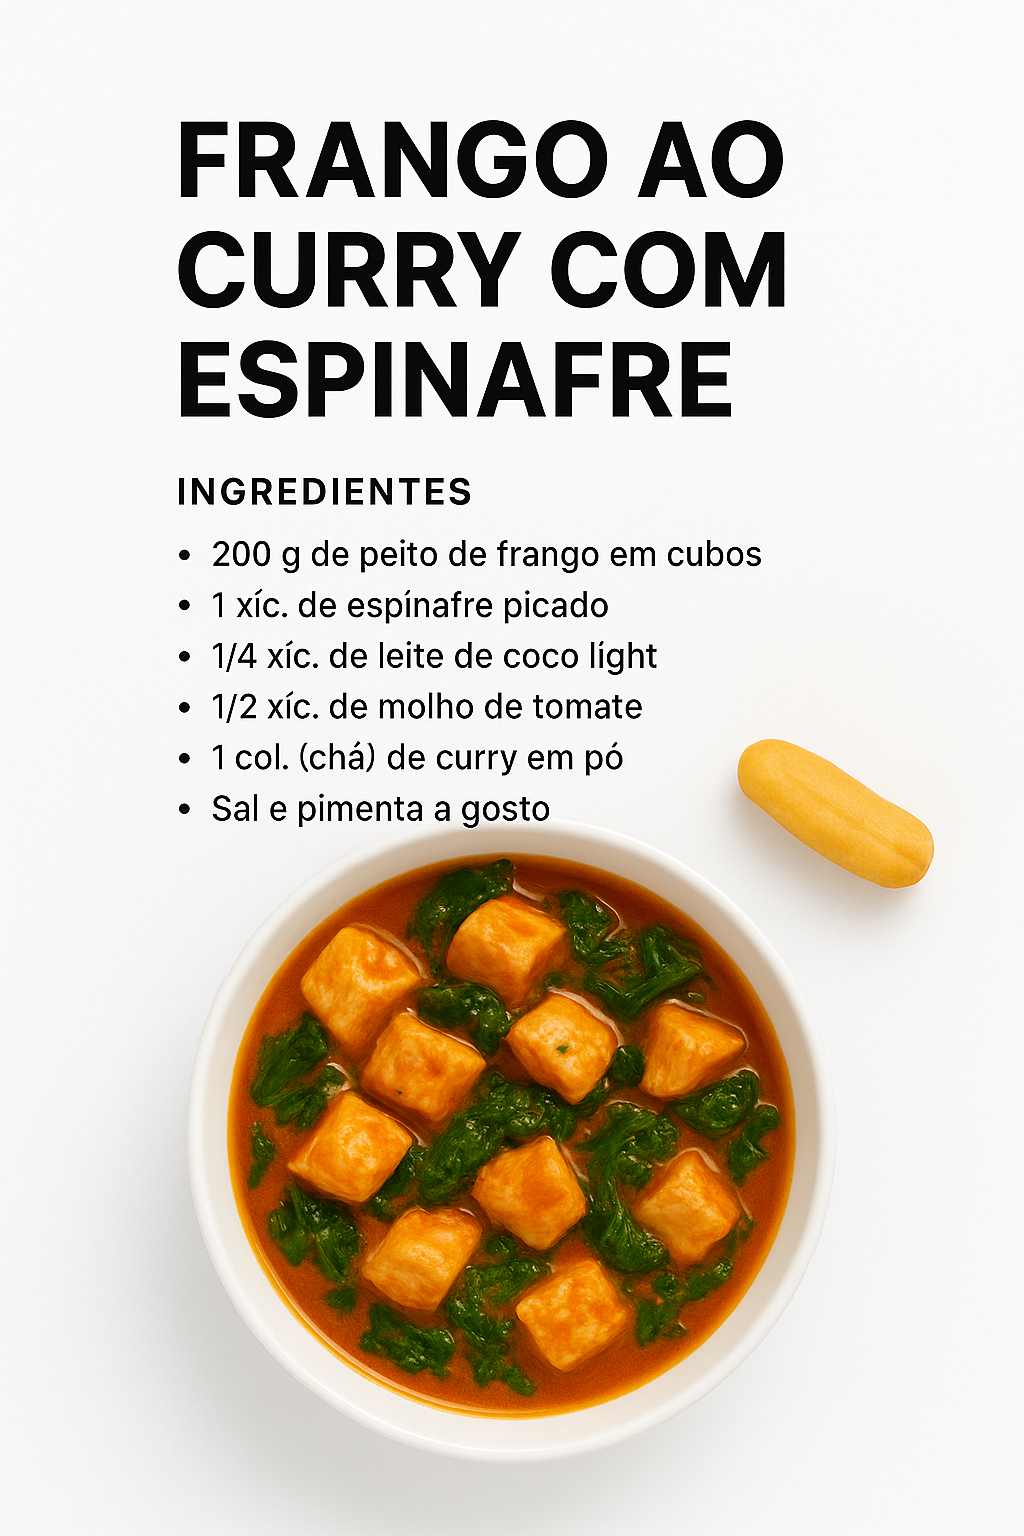 FRANGO AO
CURRY COM
ESPINAFRE
INGREDIENTES
• 200 g de peito de frango em cubos
• 1 xíc. de espínafre picado
• 1/4 xíc. de leite de coco líght
• 1/2 xíc. de molho de tomate
• 1 col. (chá) de curry em pó
• Sal e pimenta a gosto